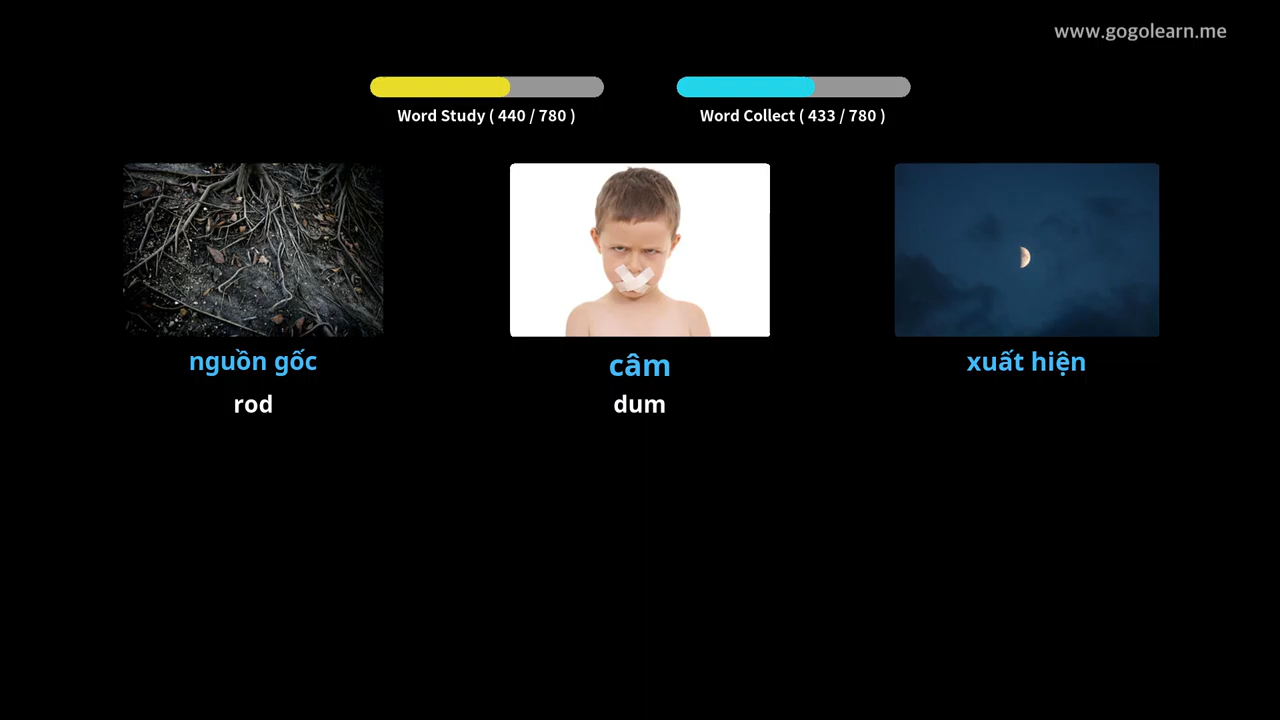 www.gogolearn.me
Word Study ( 440 / 780 )
Word Collect ( 433 / 780 )
nguồn gốc
câm
xuất hiện
rod
dum